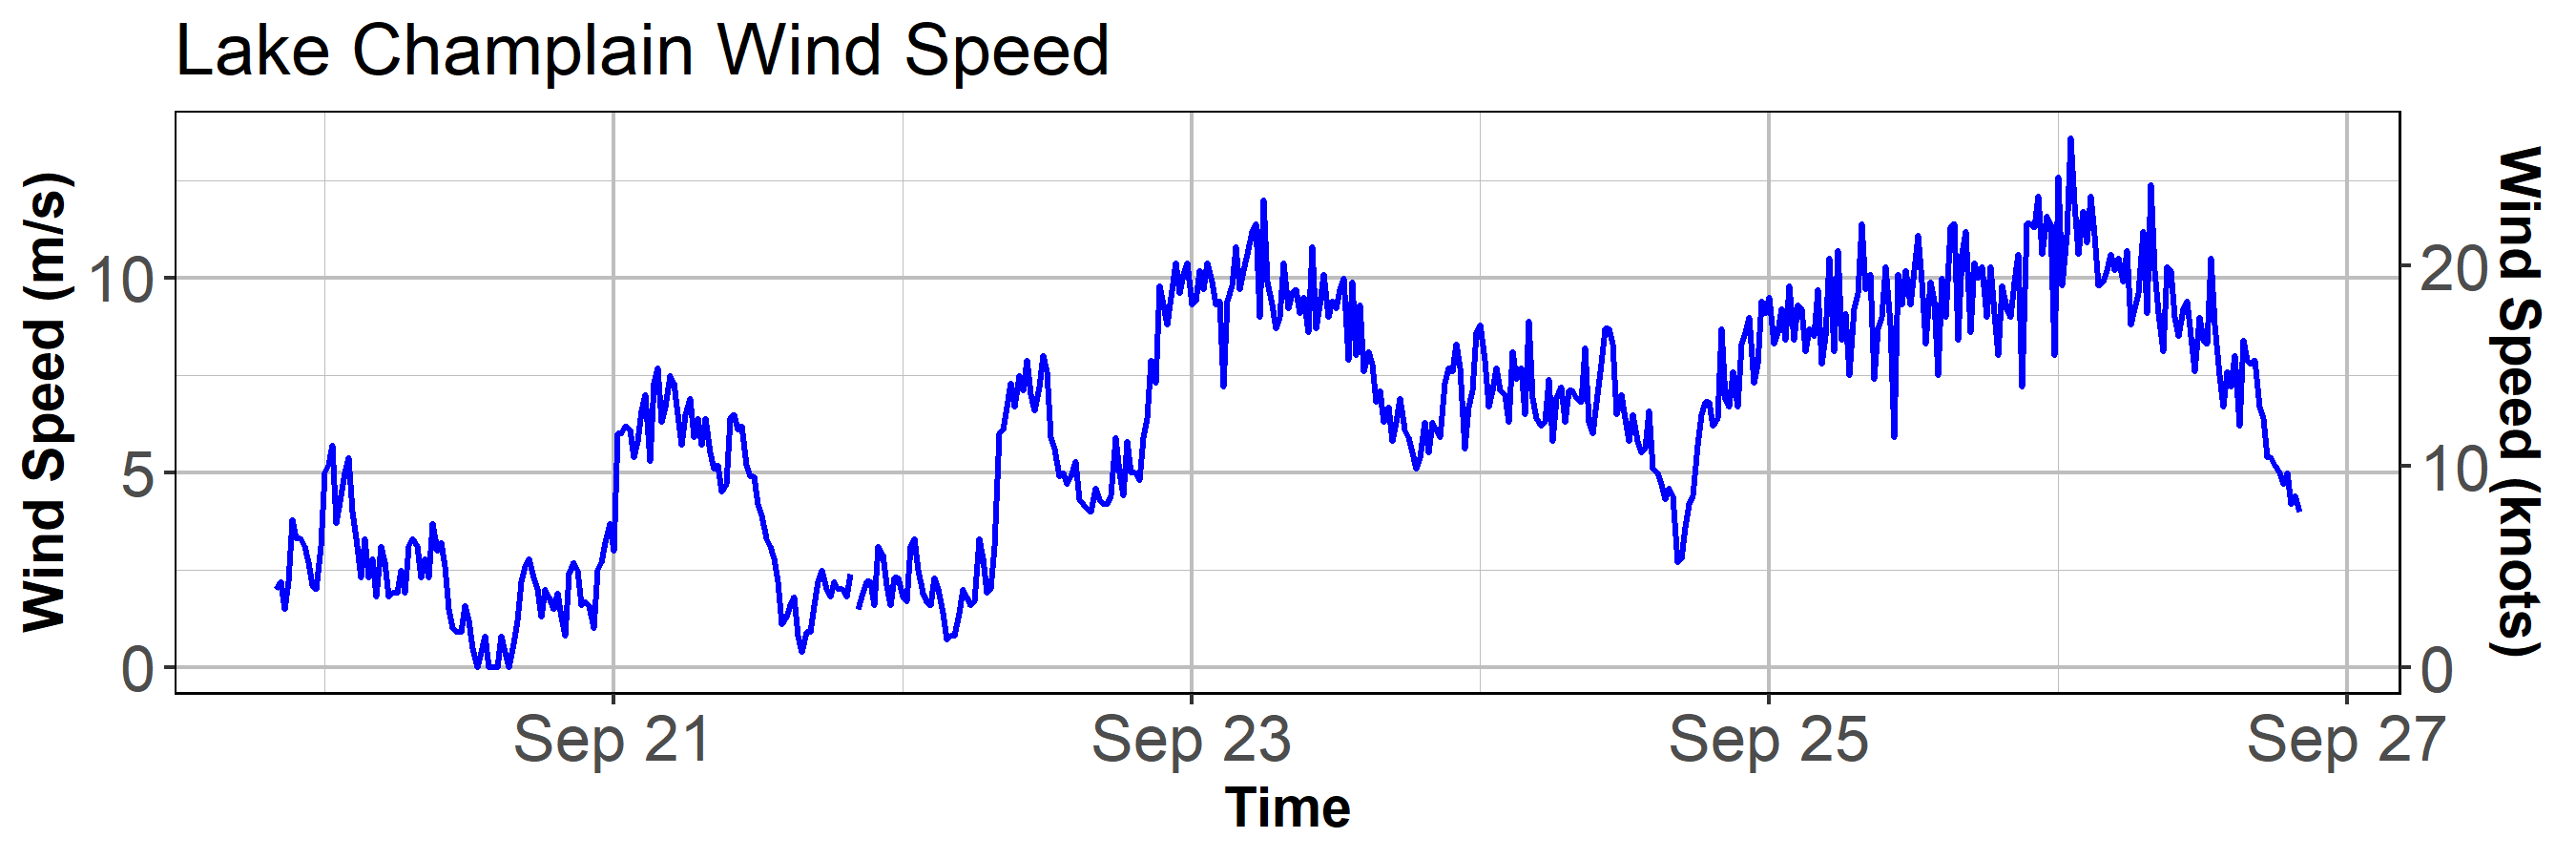 Lake Champlain Wind Speed
Wind Speed (m/s)
10
5
0
20
10
0
Wind Speed (knots)
Sep 21
Sep 23
Sep 25
Sep 27
Time